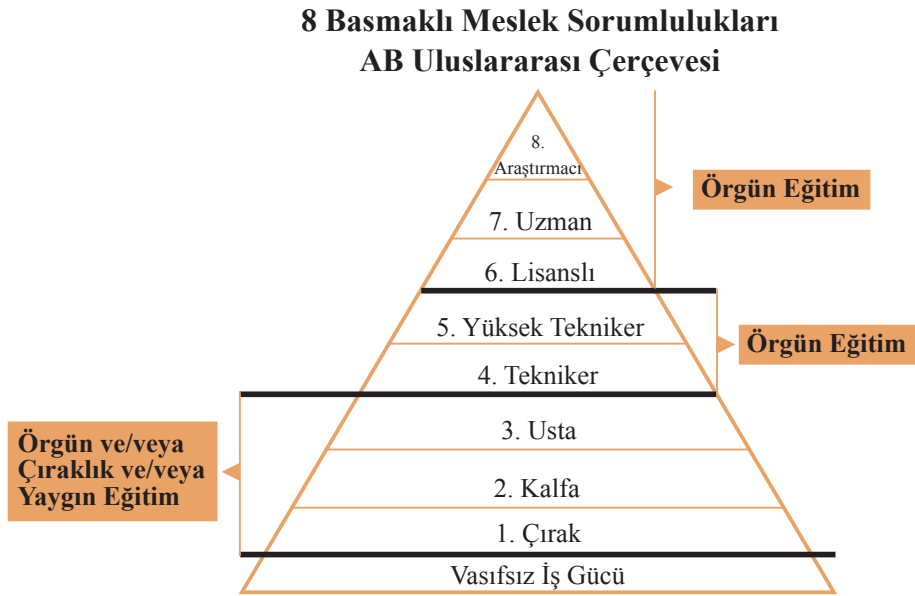 8 Basmaklı Meslek Sorumlulukları
AB Uluslararası Çerçevesi
8.
Araştırmacı
Örgün Eğitim
7. Uzman
6. Lisanslı
5. Yüksek Tekniker
Örgün Eğitim
4. Tekniker
3. Usta
Örgün ve/veya
Çıraklık ve/veya
Yaygın Eğitim
2. Kalfa
1. Çırak
Vasıfsız İş Gücü